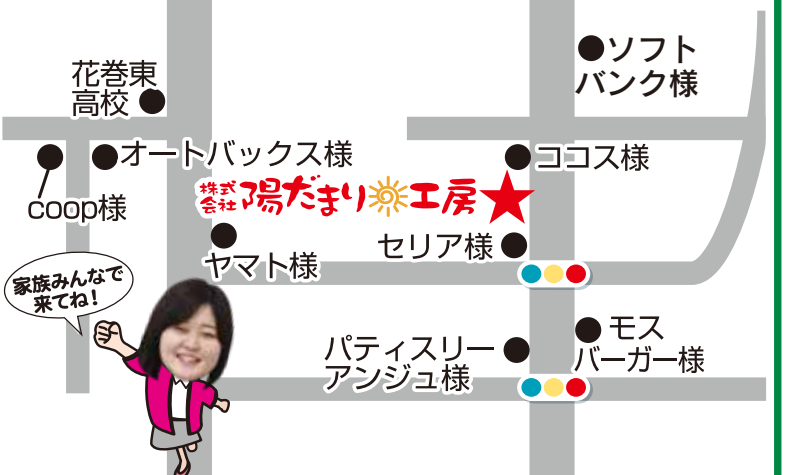 ソフト
バンク様
花巻東
高校
オートバックス様
ココス様
coop様
株式
会社
陽だまり工房
ヤマト様
セリア様
家族みんなで
来てね！
モス
バーガー様
パティスリー
アンジュ様